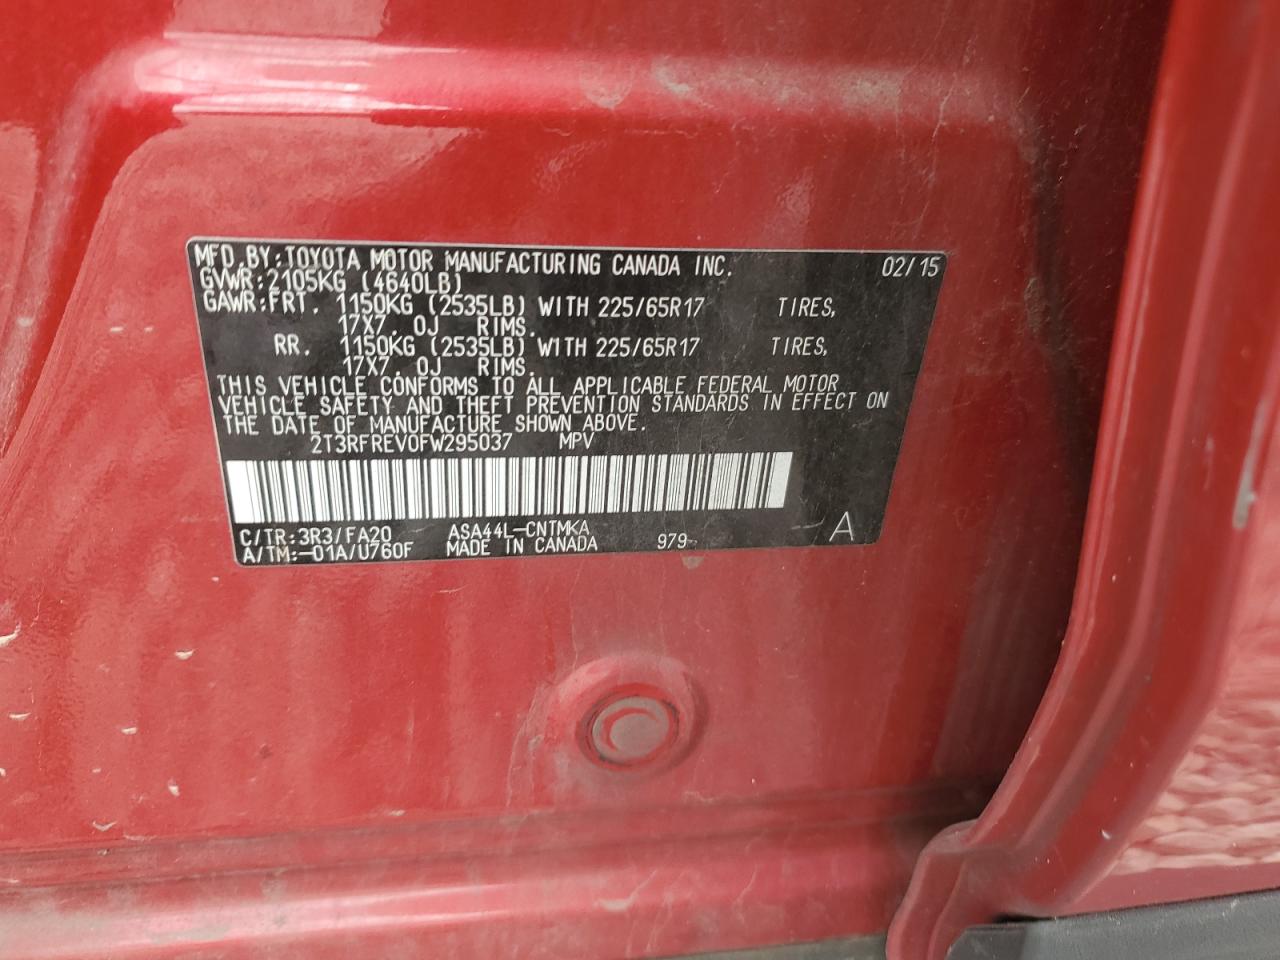 MFD.BY:TOYOTA MOTOR MANUFACTURING CANADA INC. 02/15
GVWR:2105KG (4640LB)
GAWR:FRT. 1150KG (2535LB) WITH 225/65R17 TIRES,
17X7.0J RIMS.
RR. 1150KG (2535LB) WITH 225/65R17 TIRES,
17X7.0J RIMS.
THIS VEHICLE CONFORMS TO ALL APPLICABLE FEDERAL MOTOR
VEHICLE SAFETY AND THEFT PREVENTION STANDARDS IN EFFECT ON
THE DATE OF MANUFACTURE SHOWN ABOVE.
2T3RFREV0FW295037 MPV
C/TR:3R3/FA20 ASA44L-CNTMKA
A/TM:-01A/U760F MADE IN CANADA 979- A